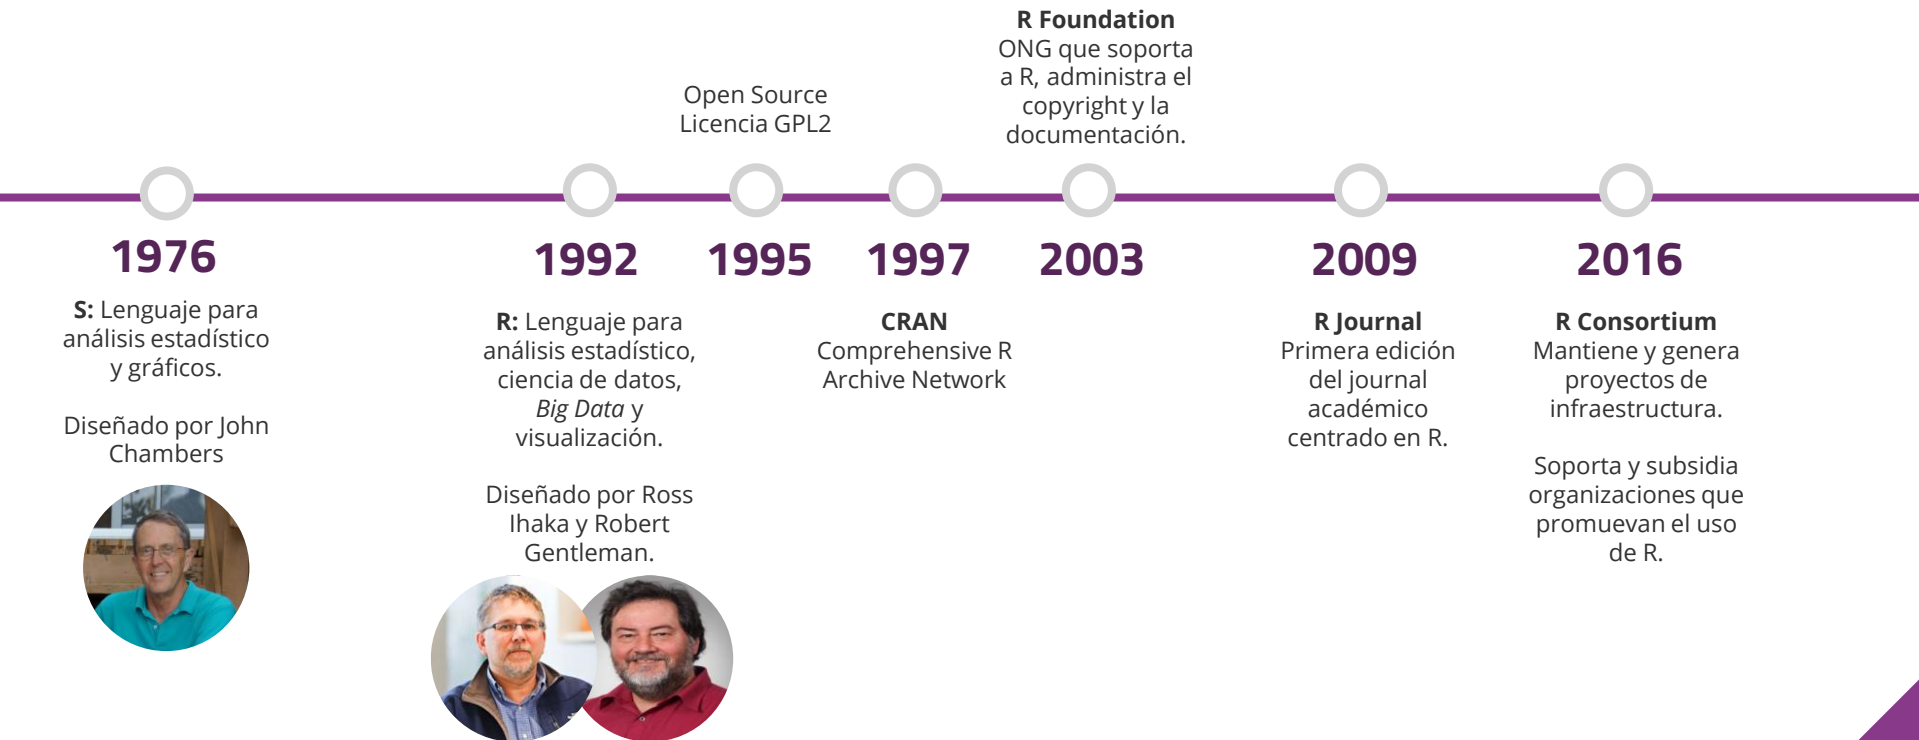 1976
S: Lenguaje para
análisis estadístico
y gráficos.
Diseñado por John
Chambers
1992
R: Lenguaje para
análisis estadístico,
ciencia de datos,
Big Data y
visualización.
Diseñado por Ross
Ihaka y Robert
Gentleman.
Open Source
Licencia GPL2
1995
1997
CRAN
Comprehensive R
Archive Network
R Foundation
ONG que soporta
a R, administra el
copyright y la
documentación.
2003
2009
R Journal
Primera edición
del journal
académico
centrado en R.
2016
R Consortium
Mantiene y genera
proyectos de
infraestructura.
Soporta y subsidia
organizaciones que
promuevan el uso
de R.